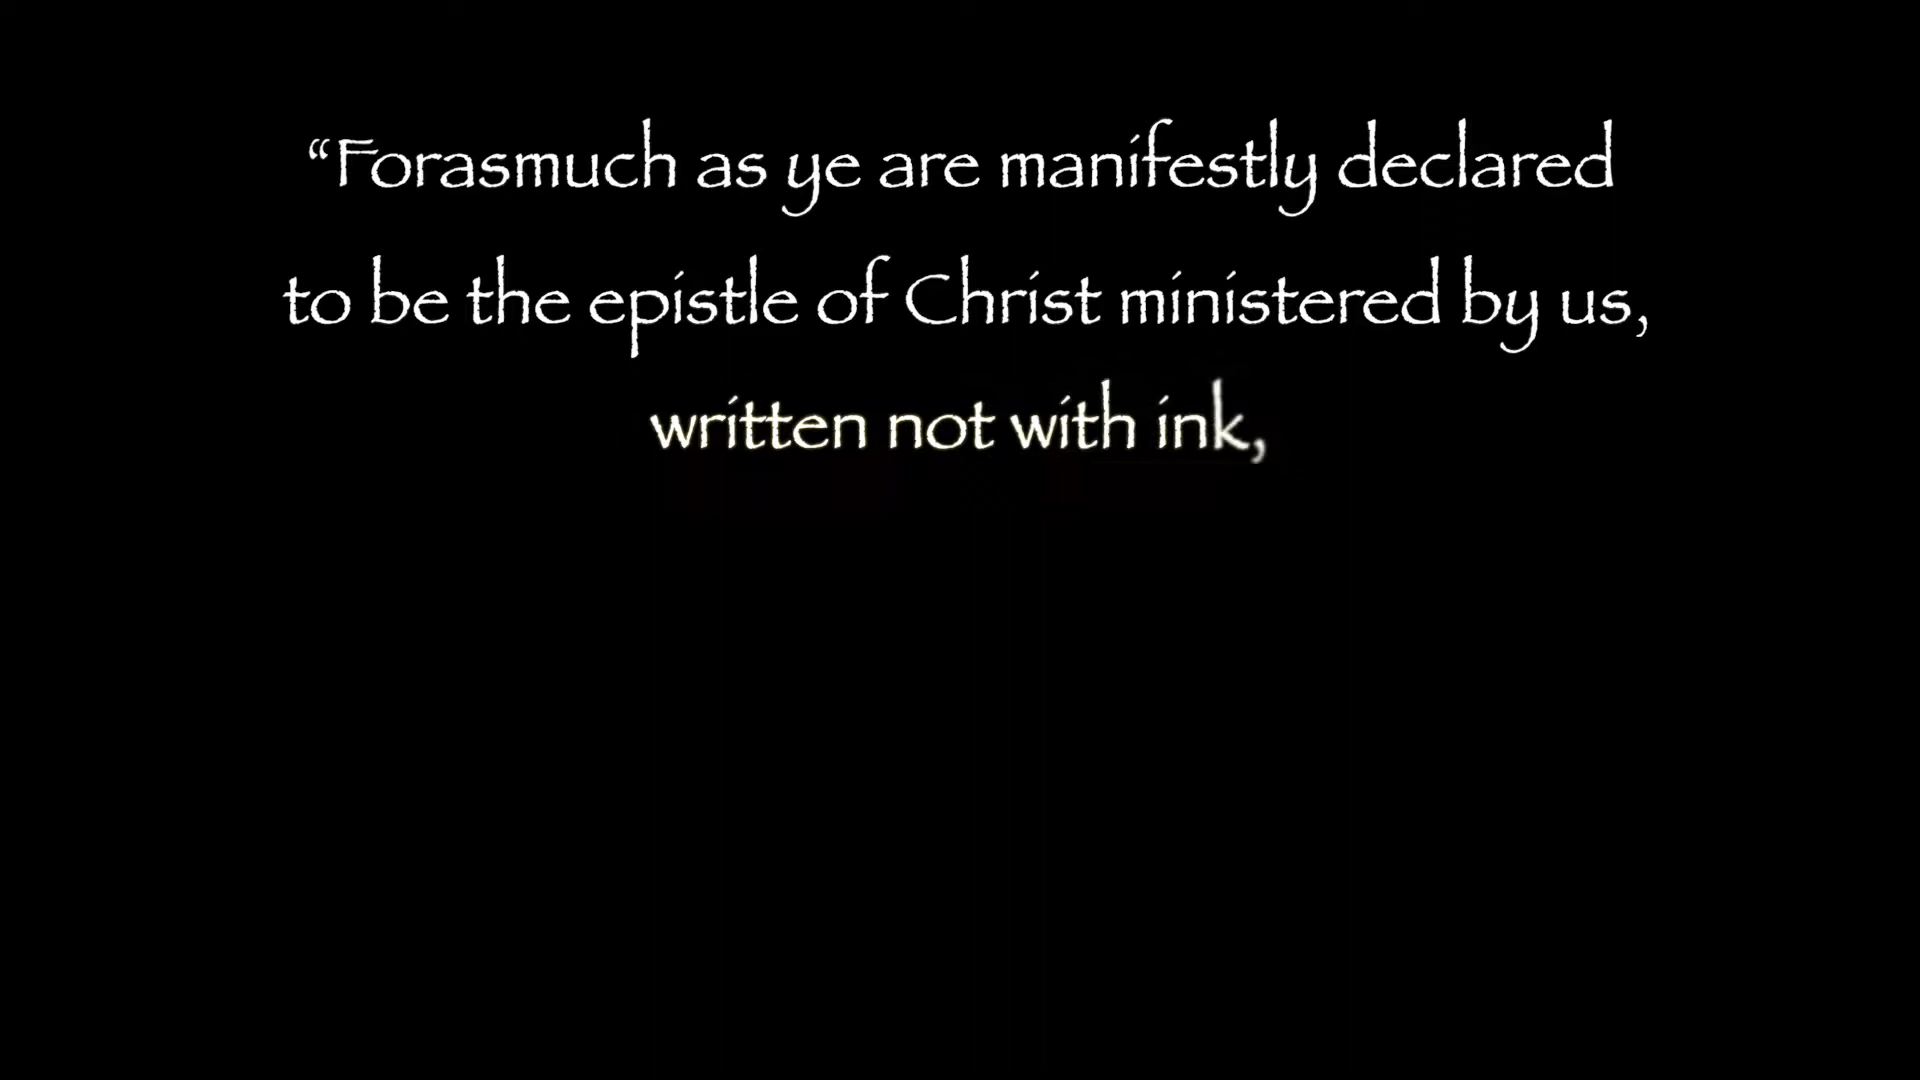 “Forasmuch as ye are manifestly declared
to be the epistle of Christ ministered by us,
written not with ink,